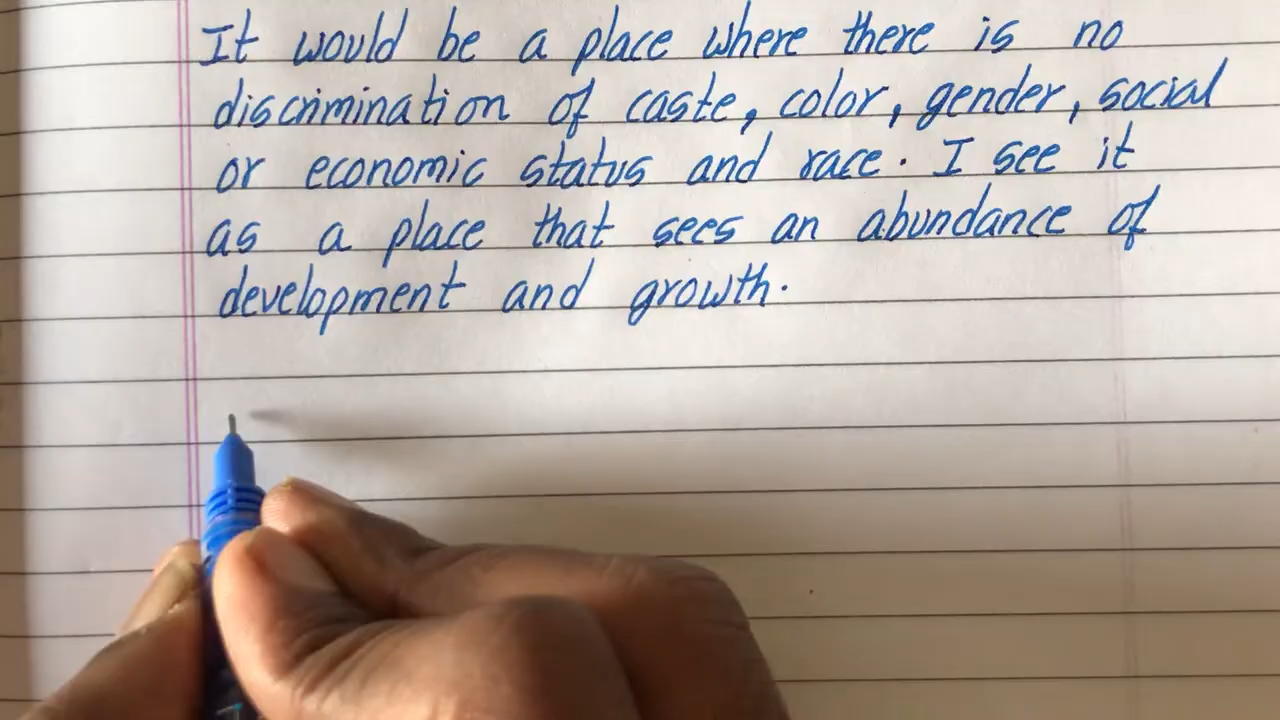 It would be a place where there is no
discrimination of caste, color, gender, social
or economic status and race. I see it
as a place that sees an abundance of
development and growth.